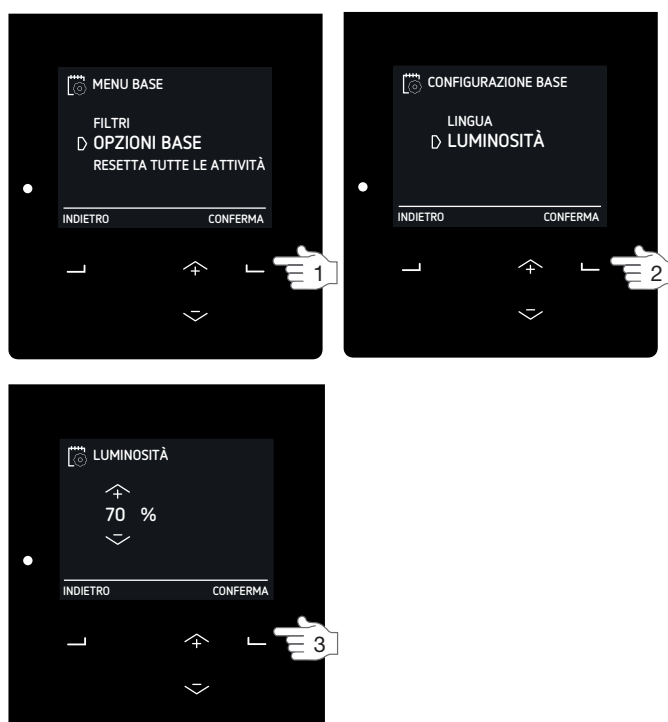 MENU BASE
FILTRI
OPZIONI BASE
RESETTA TUTTE LE ATTIVITÀ
INDIETRO CONFERMA
1
CONFIGURAZIONE BASE
LINGUA
LUMINOSITÀ
INDIETRO CONFERMA
2
LUMINOSITÀ
70 %
INDIETRO CONFERMA
3